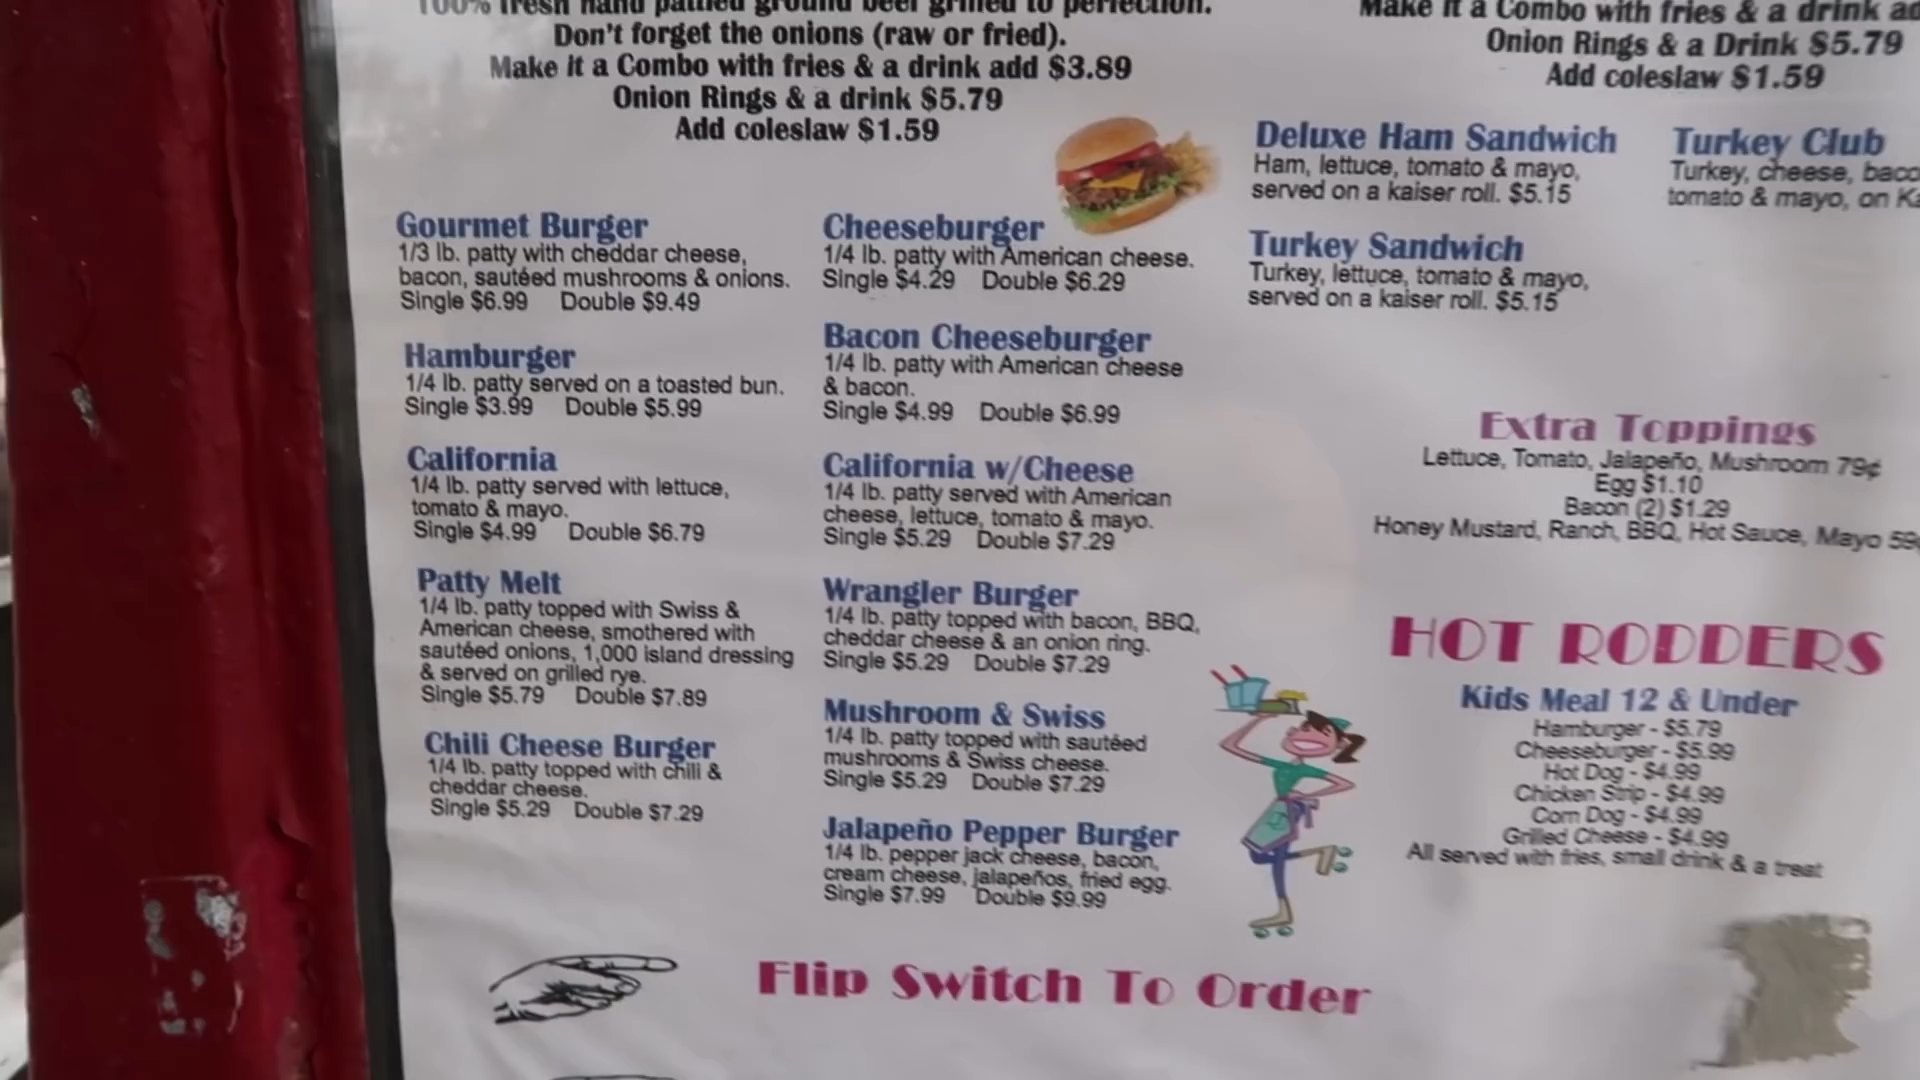 100% fresh hand pattied ground beef grilled to perfection.
Don't forget the onions (raw or fried).
Make it a Combo with fries & a drink add $3.89
Onion Rings & a drink $5.79
Add coleslaw $1.59
Gourmet Burger
1/3 lb. patty with cheddar cheese,
bacon, sautéed mushrooms & onions.
Single $6.99 Double $9.49
Hamburger
1/4 lb. patty served on a toasted bun.
Single $3.99 Double $5.99
California
1/4 lb. patty served with lettuce,
tomato & mayo.
Single $4.99 Double $6.79
Patty Melt
1/4 lb. patty topped with Swiss &
American cheese, smothered with
sautéed onions, 1,000 island dressing
& served on grilled rye.
Single $5.79 Double $7.89
Chili Cheese Burger
1/4 lb. patty topped with chili &
cheddar cheese.
Single $5.29 Double $7.29
Cheeseburger
1/4 lb. patty with American cheese.
Single $4.29 Double $6.29
Bacon Cheeseburger
1/4 lb. patty with American cheese
& bacon.
Single $4.99 Double $6.99
California w/Cheese
1/4 lb. patty served with American
cheese, lettuce, tomato & mayo.
Single $5.29 Double $7.29
Wrangler Burger
1/4 lb. patty topped with bacon, BBQ,
cheddar cheese & an onion ring.
Single $5.29 Double $7.29
Mushroom & Swiss
1/4 lb. patty topped with sautéed
mushrooms & Swiss cheese.
Single $5.29 Double $7.29
Jalapeño Pepper Burger
1/4 lb. pepper jack cheese, bacon,
cream cheese, jalapeños, fried egg.
Single $7.99 Double $9.99
Make it a Combo with fries & a drink
Onion Rings & a Drink $5.79
Add coleslaw $1.59
Deluxe Ham Sandwich
Ham, lettuce, tomato & mayo,
served on a kaiser roll. $5.15
Turkey Sandwich
Turkey, lettuce, tomato & mayo,
served on a kaiser roll. $5.15
Turkey Club
Turkey, cheese,
tomato & mayo, on
Extra Toppings
Lettuce, Tomato, Jalapeño, Mushroom 79¢
Egg $1.10
Bacon (2) $1.29
Honey Mustard, Ranch, BBQ, Hot Sauce, Mayo 59¢
HOT RODDERS
Kids Meal 12 & Under
Hamburger - $5.79
Cheeseburger - $5.99
Hot Dog - $4.99
Chicken Strip - $4.99
Corn Dog - $4.99
Grilled Cheese - $4.99
All served with fries, small drink & a treat
Flip Switch To Order